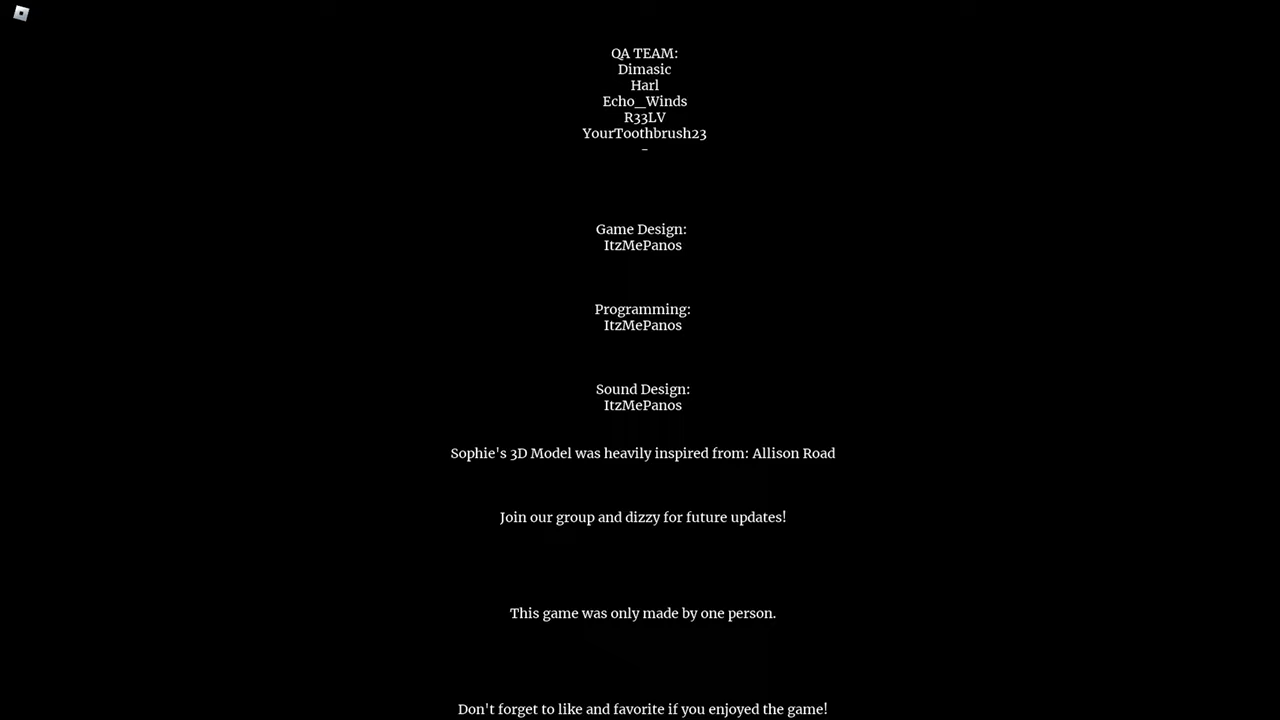 QA TEAM:
Dimasic
Harl
Echo_Winds
R33LV
YourToothbrush23
-
Game Design:
ItzMePanos
Programming:
ItzMePanos
Sound Design:
ItzMePanos
Sophie's 3D Model was heavily inspired from: Allison Road
Join our group and dizzy for future updates!
This game was only made by one person.
Don't forget to like and favorite if you enjoyed the game!